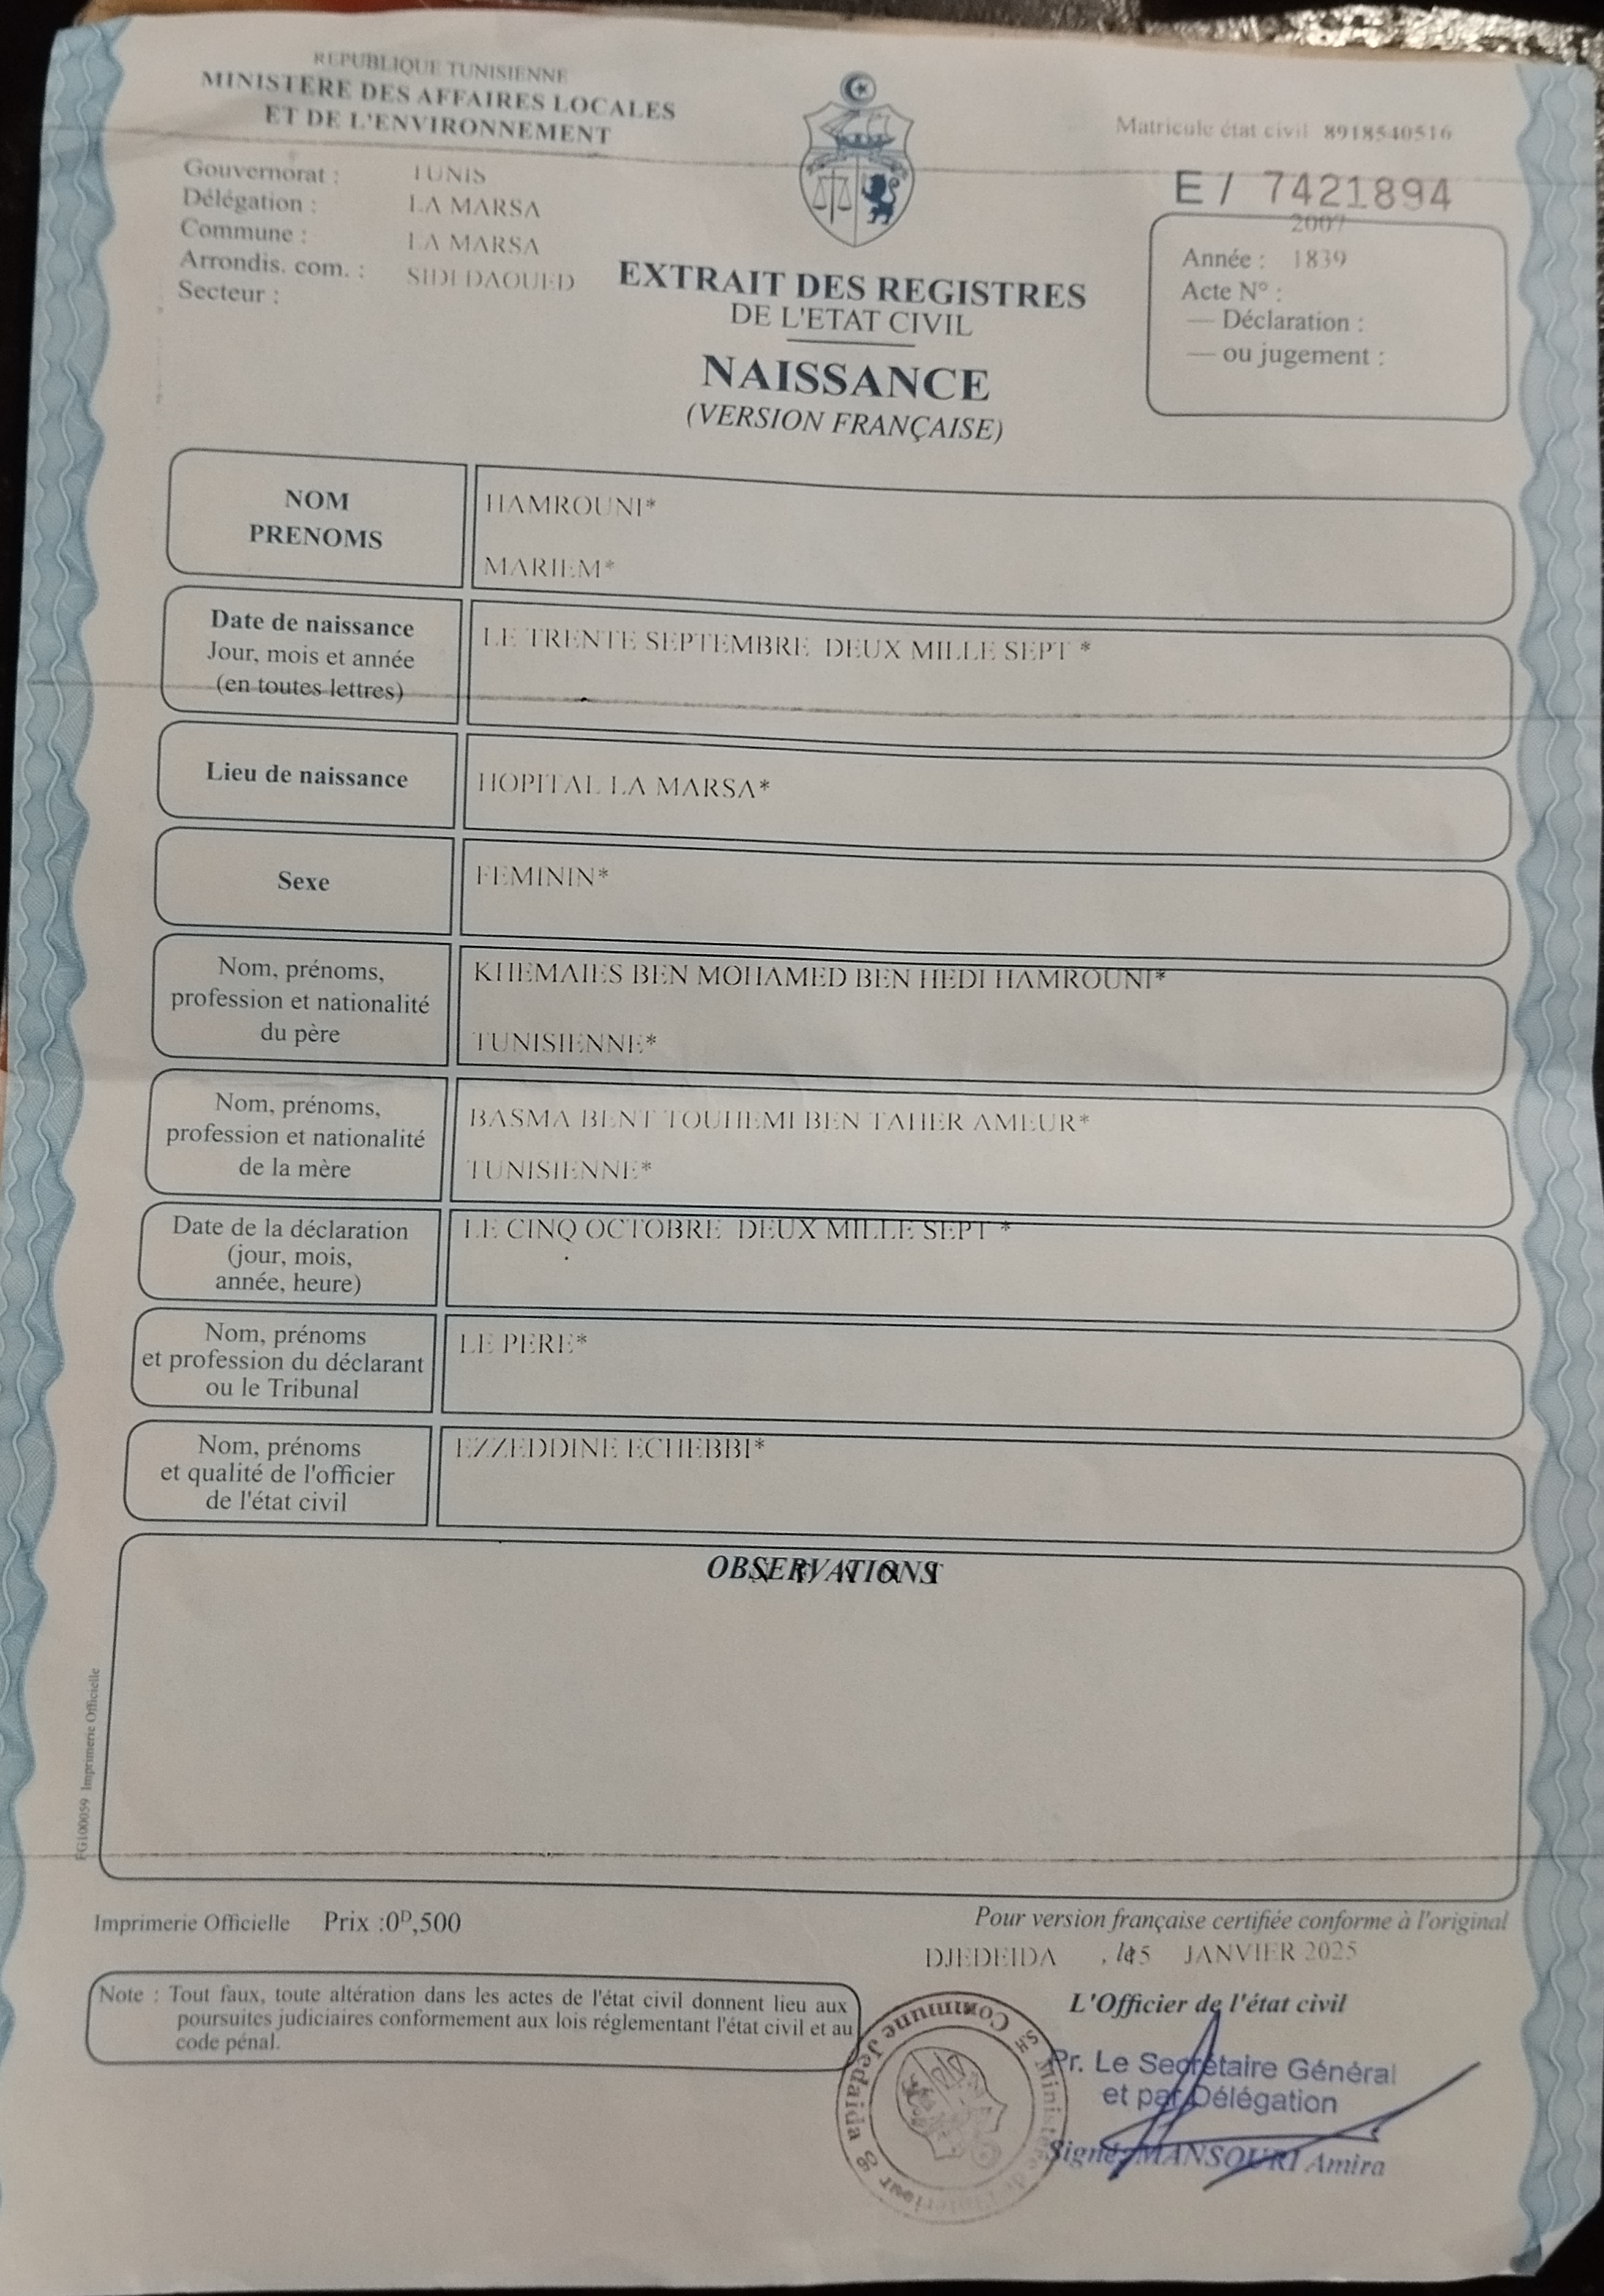 REPUBLIQUE TUNISIENNE
MINISTERE DES AFFAIRES LOCALES
ET DE L'ENVIRONNEMENT
Gouvernorat : TUNIS
Délégation : LA MARSA
Commune : LA MARSA
Arrondis. com. : SIDI DAOUED
Secteur :
Matricule état civil 8918540516
E / 7421894
2007
Année : 1839
Acte N° :
— Déclaration :
— ou jugement :
EXTRAIT DES REGISTRES
DE L'ETAT CIVIL
NAISSANCE
(VERSION FRANÇAISE)
NOM
PRENOMS
HAMROUNI*
MARIEM*
Date de naissance
Jour, mois et année
(en toutes lettres)
LE TRENTE SEPTEMBRE DEUX MILLE SEPT *
Lieu de naissance
HOPITAL LA MARSA*
Sexe
FEMININ*
Nom, prénoms,
profession et nationalité
du père
KHEMAIES BEN MOHAMED BEN HEDI HAMROUNI*
TUNISIENNE*
Nom, prénoms,
profession et nationalité
de la mère
BASMA BENT TOUHEMI BEN TAHER AMEUR*
TUNISIENNE*
Date de la déclaration
(jour, mois,
année, heure)
LE CINQ OCTOBRE DEUX MILLE SEPT *
Nom, prénoms
et profession du déclarant
ou le Tribunal
LE PERE*
Nom, prénoms
et qualité de l'officier
de l'état civil
EZZEDDINE ECHEBBI*
OBSERVATIONS
N E A N T
FG100059 Imprimerie Officielle
Imprimerie Officielle Prix :0D,500
Pour version française certifiée conforme à l'original
DJEDEIDA , le 15 JANVIER 2025
Note : Tout faux, toute altération dans les actes de l'état civil donnent lieu aux
poursuites judiciaires conformement aux lois réglementant l'état civil et au
code pénal.
L'Officier de l'état civil
Pr. Le Secrétaire Général
et par Délégation
Signé: MANSOURI Amira
Ministère de l'Intérieur
Commune Jedaida